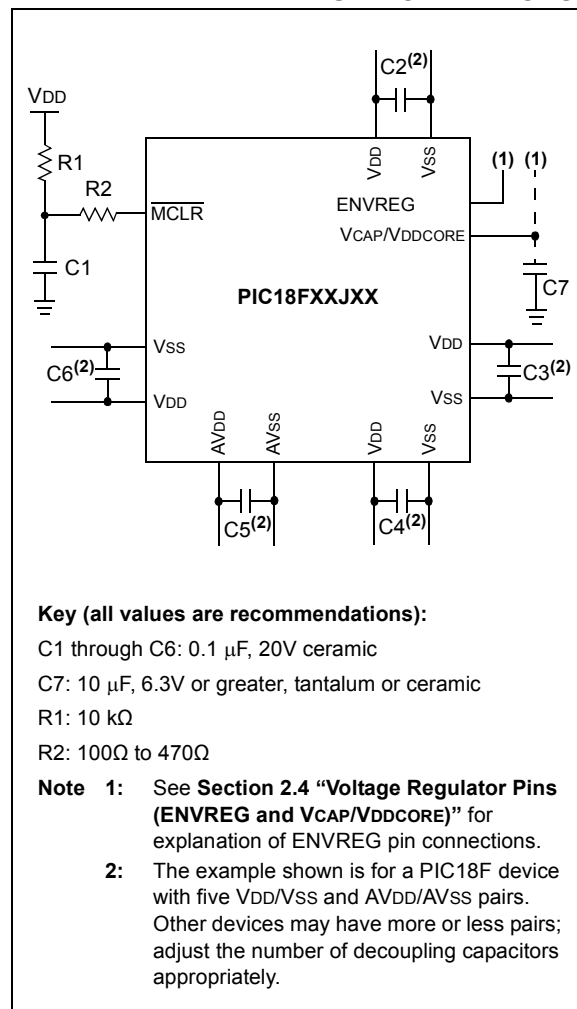 C2(2)
VDD
R1
R2
VDD
VSS
(1) (1)
MCLR
ENVREG
VCAP/VDDCORE
C1
C7
PIC18FXXJXX
VSS
VDD
C6(2)
C3(2)
VDD
VSS
AVDD
AVSS
VDD
VSS
C5(2)
C4(2)
Key (all values are recommendations):
C1 through C6: 0.1 μF, 20V ceramic
C7: 10 μF, 6.3V or greater, tantalum or ceramic
R1: 10 kΩ
R2: 100Ω to 470Ω
Note 1: See Section 2.4 “Voltage Regulator Pins
(ENVREG and VCAP/VDDCORE)” for
explanation of ENVREG pin connections.
2: The example shown is for a PIC18F device
with five VDD/VSS and AVDD/AVSS pairs.
Other devices may have more or less pairs;
adjust the number of decoupling capacitors
appropriately.